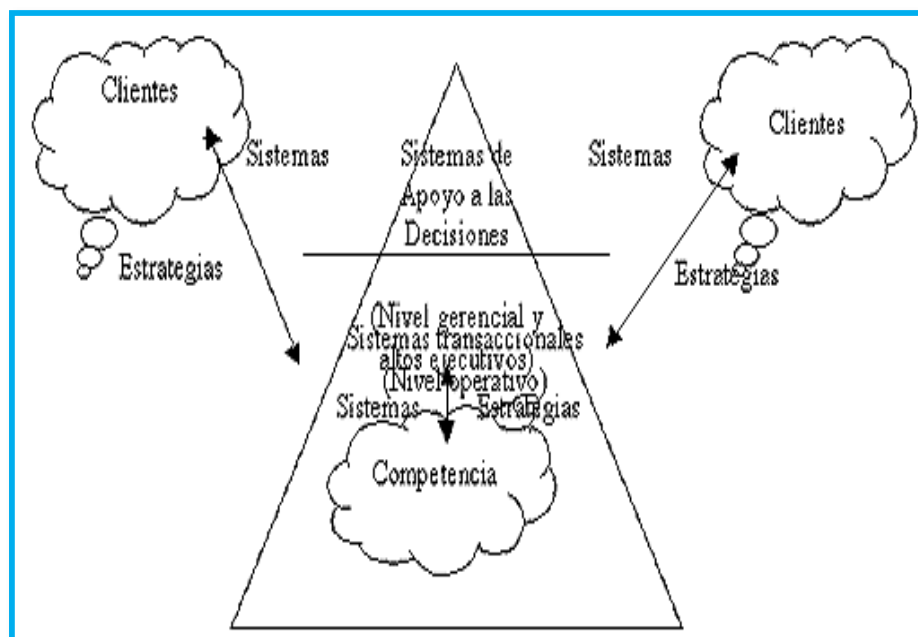 Clientes
Clientes
Sistemas
Sistemas de
Apoyo a las
Decisiones
Sistemas
Estrategias
Estrategias
(Nivel gerencial y
Sistemas transaccionales
altos ejecutivos)
(Nivel operativo)
Sistemas
Estrategias
Competencia